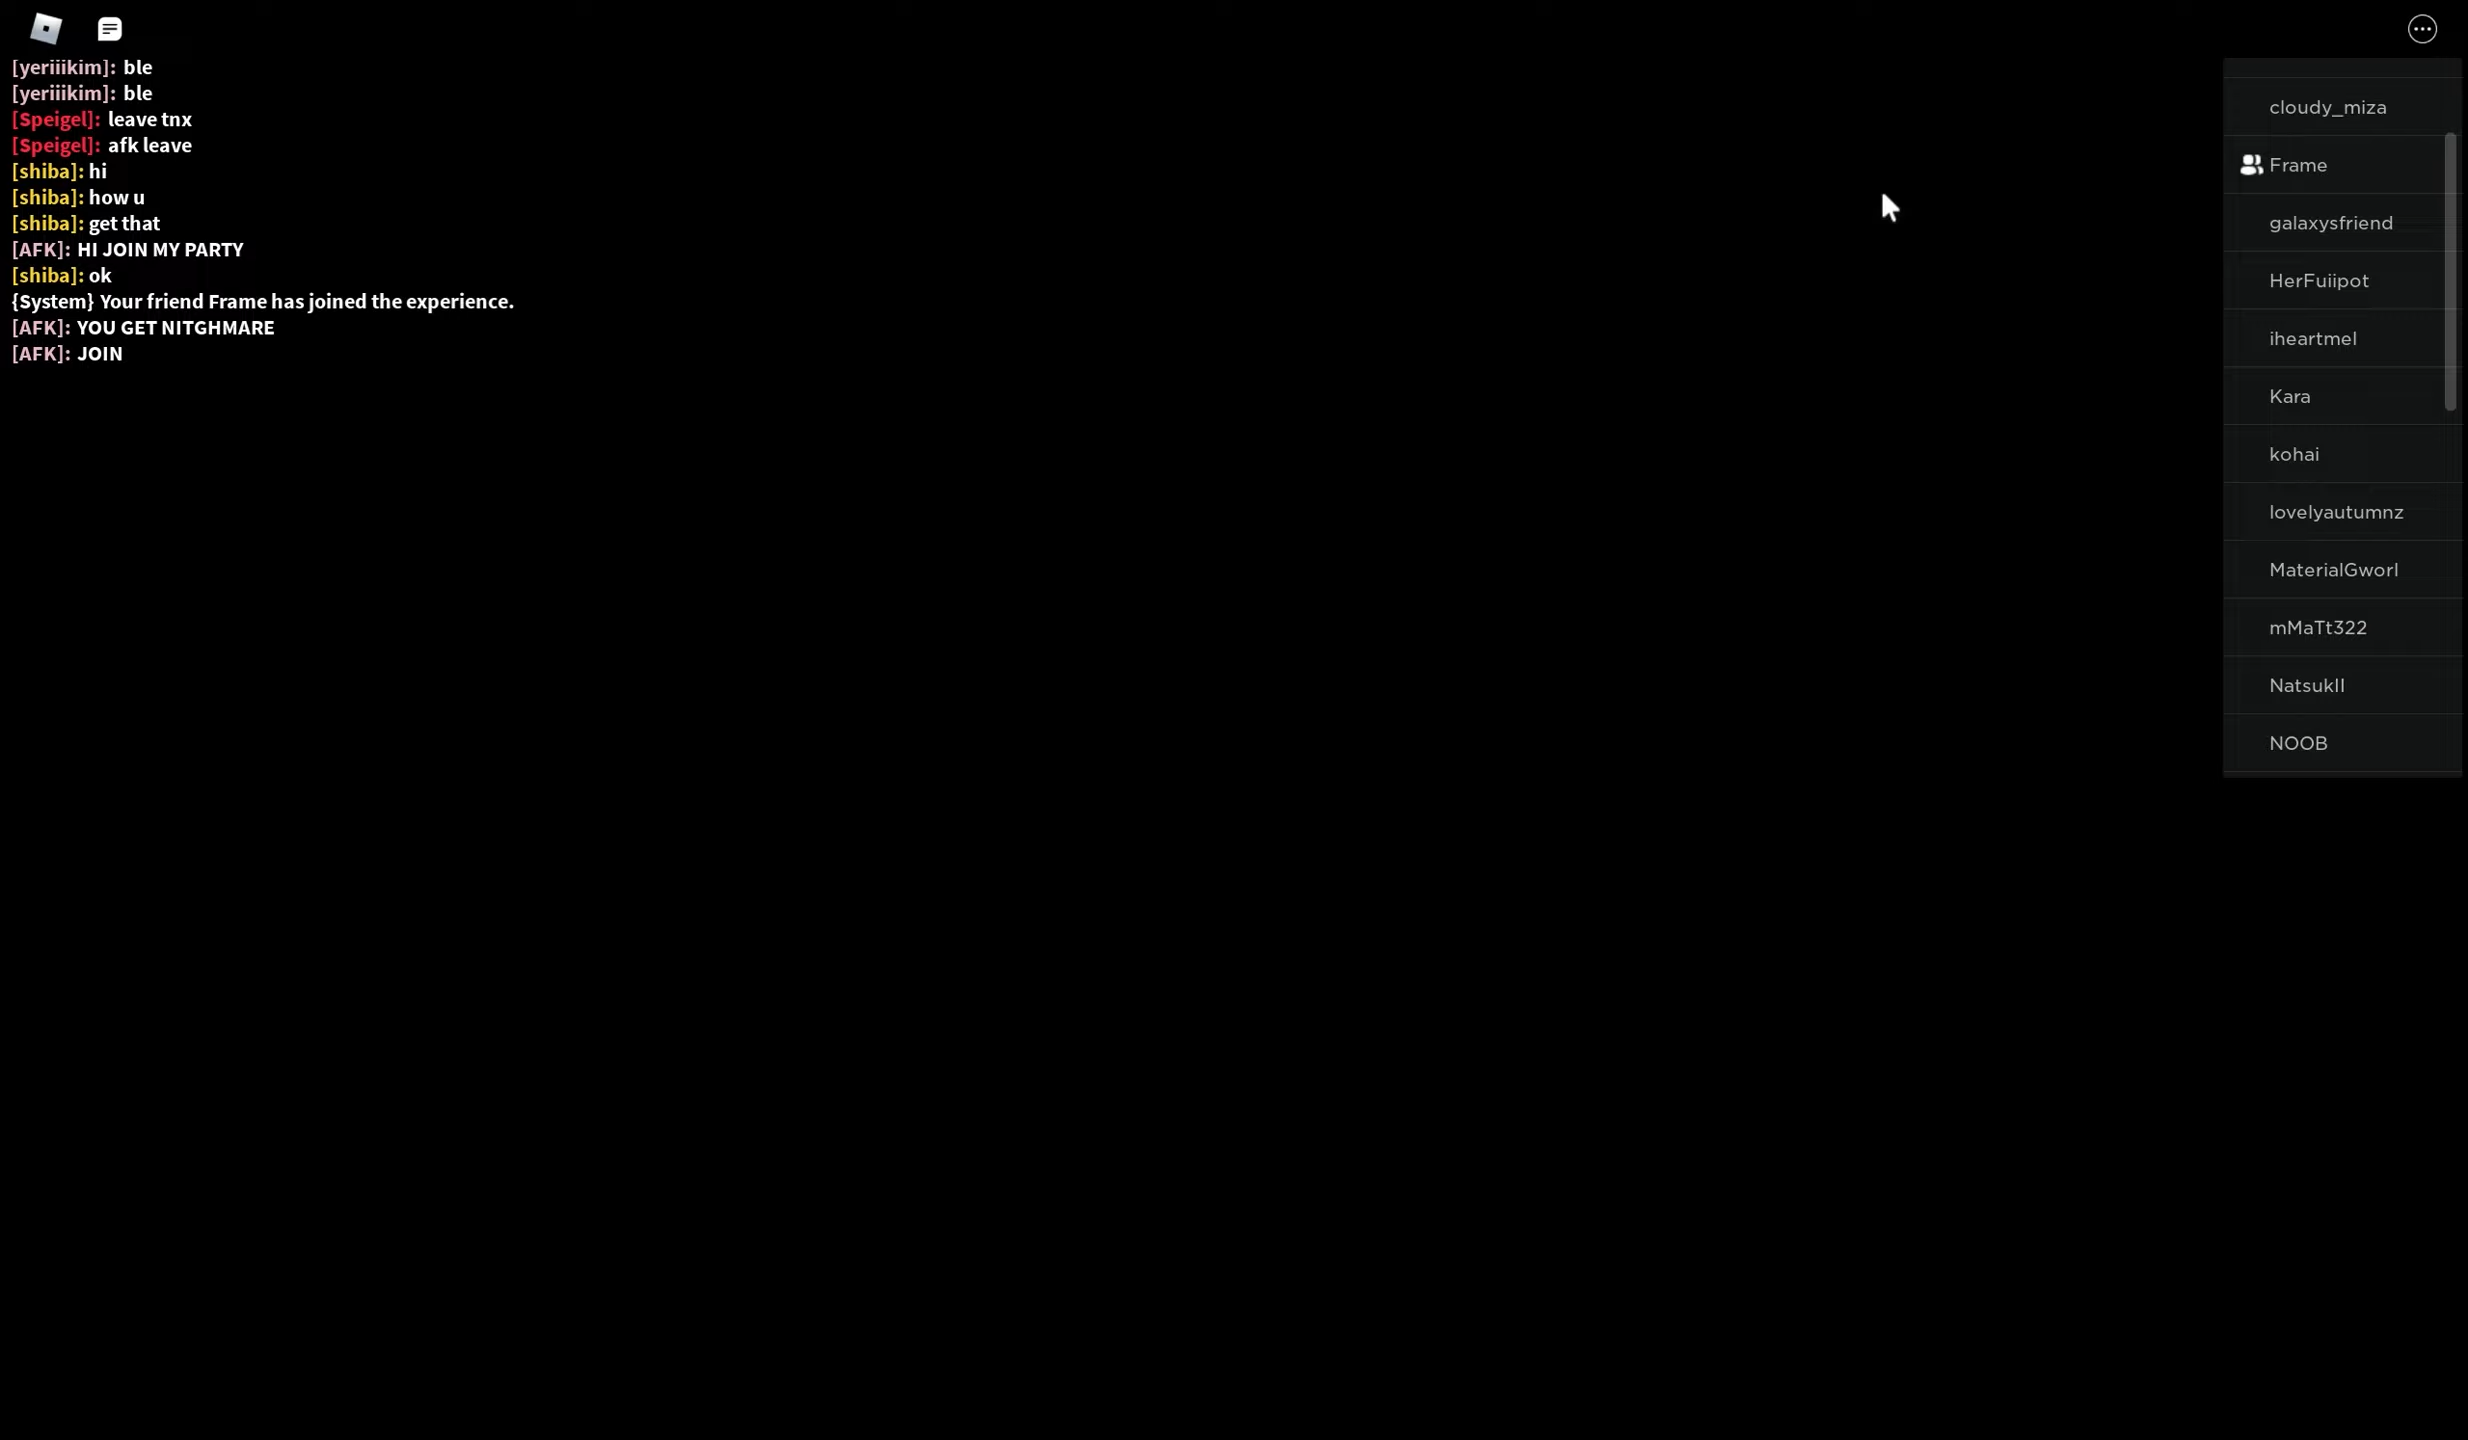 [yeriiikim]: ble
[yeriiikim]: ble
[Speigel]: leave tnx
[Speigel]: afk leave
[shiba]: hi
[shiba]: how u
[shiba]: get that
[AFK]: HI JOIN MY PARTY
[shiba]: ok
{System} Your friend Frame has joined the experience.
[AFK]: YOU GET NITGHMARE
[AFK]: JOIN
cloudy_miza
Frame
galaxysfriend
HerFuiipot
iheartmel
Kara
kohai
lovelyautumnz
MaterialGworl
mMaTt322
NatsukII
NOOB